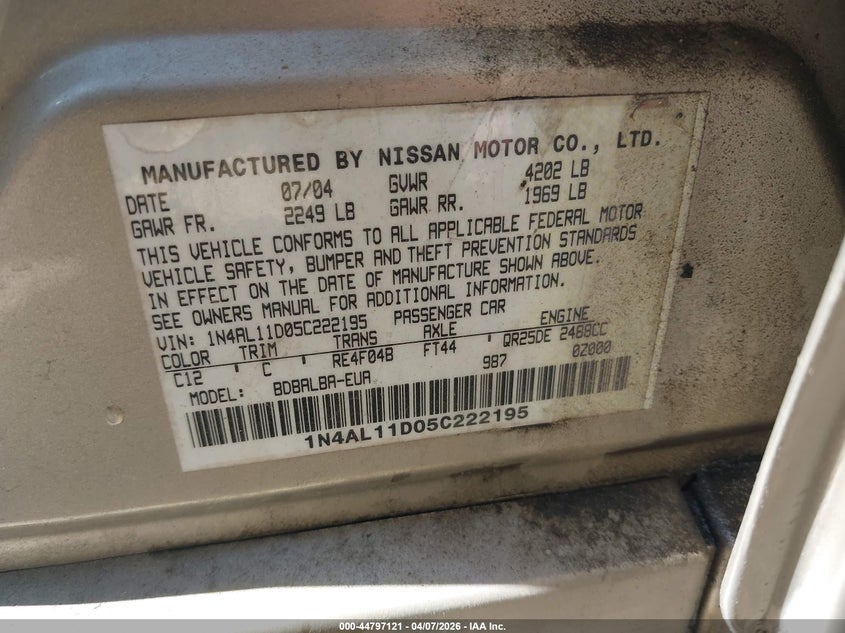 MANUFACTURED BY NISSAN MOTOR CO., LTD.
DATE 07/04 GVWR 4202 LB
GAWR FR. 2249 LB GAWR RR. 1969 LB
THIS VEHICLE CONFORMS TO ALL APPLICABLE FEDERAL MOTOR
VEHICLE SAFETY, BUMPER AND THEFT PREVENTION STANDARDS
IN EFFECT ON THE DATE OF MANUFACTURE SHOWN ABOVE.
SEE OWNERS MANUAL FOR ADDITIONAL INFORMATION.
VIN: 1N4AL11D05C222195 PASSENGER CAR
COLOR TRIM TRANS AXLE ENGINE
C12 ' C ' RE4F04B FT44 ' QR25DE 2488CC
MODEL: BDBALBA-EUA 987 0Z000
1N4AL11D05C222195
000-44797121 - 04/07/2026 - IAA Inc.